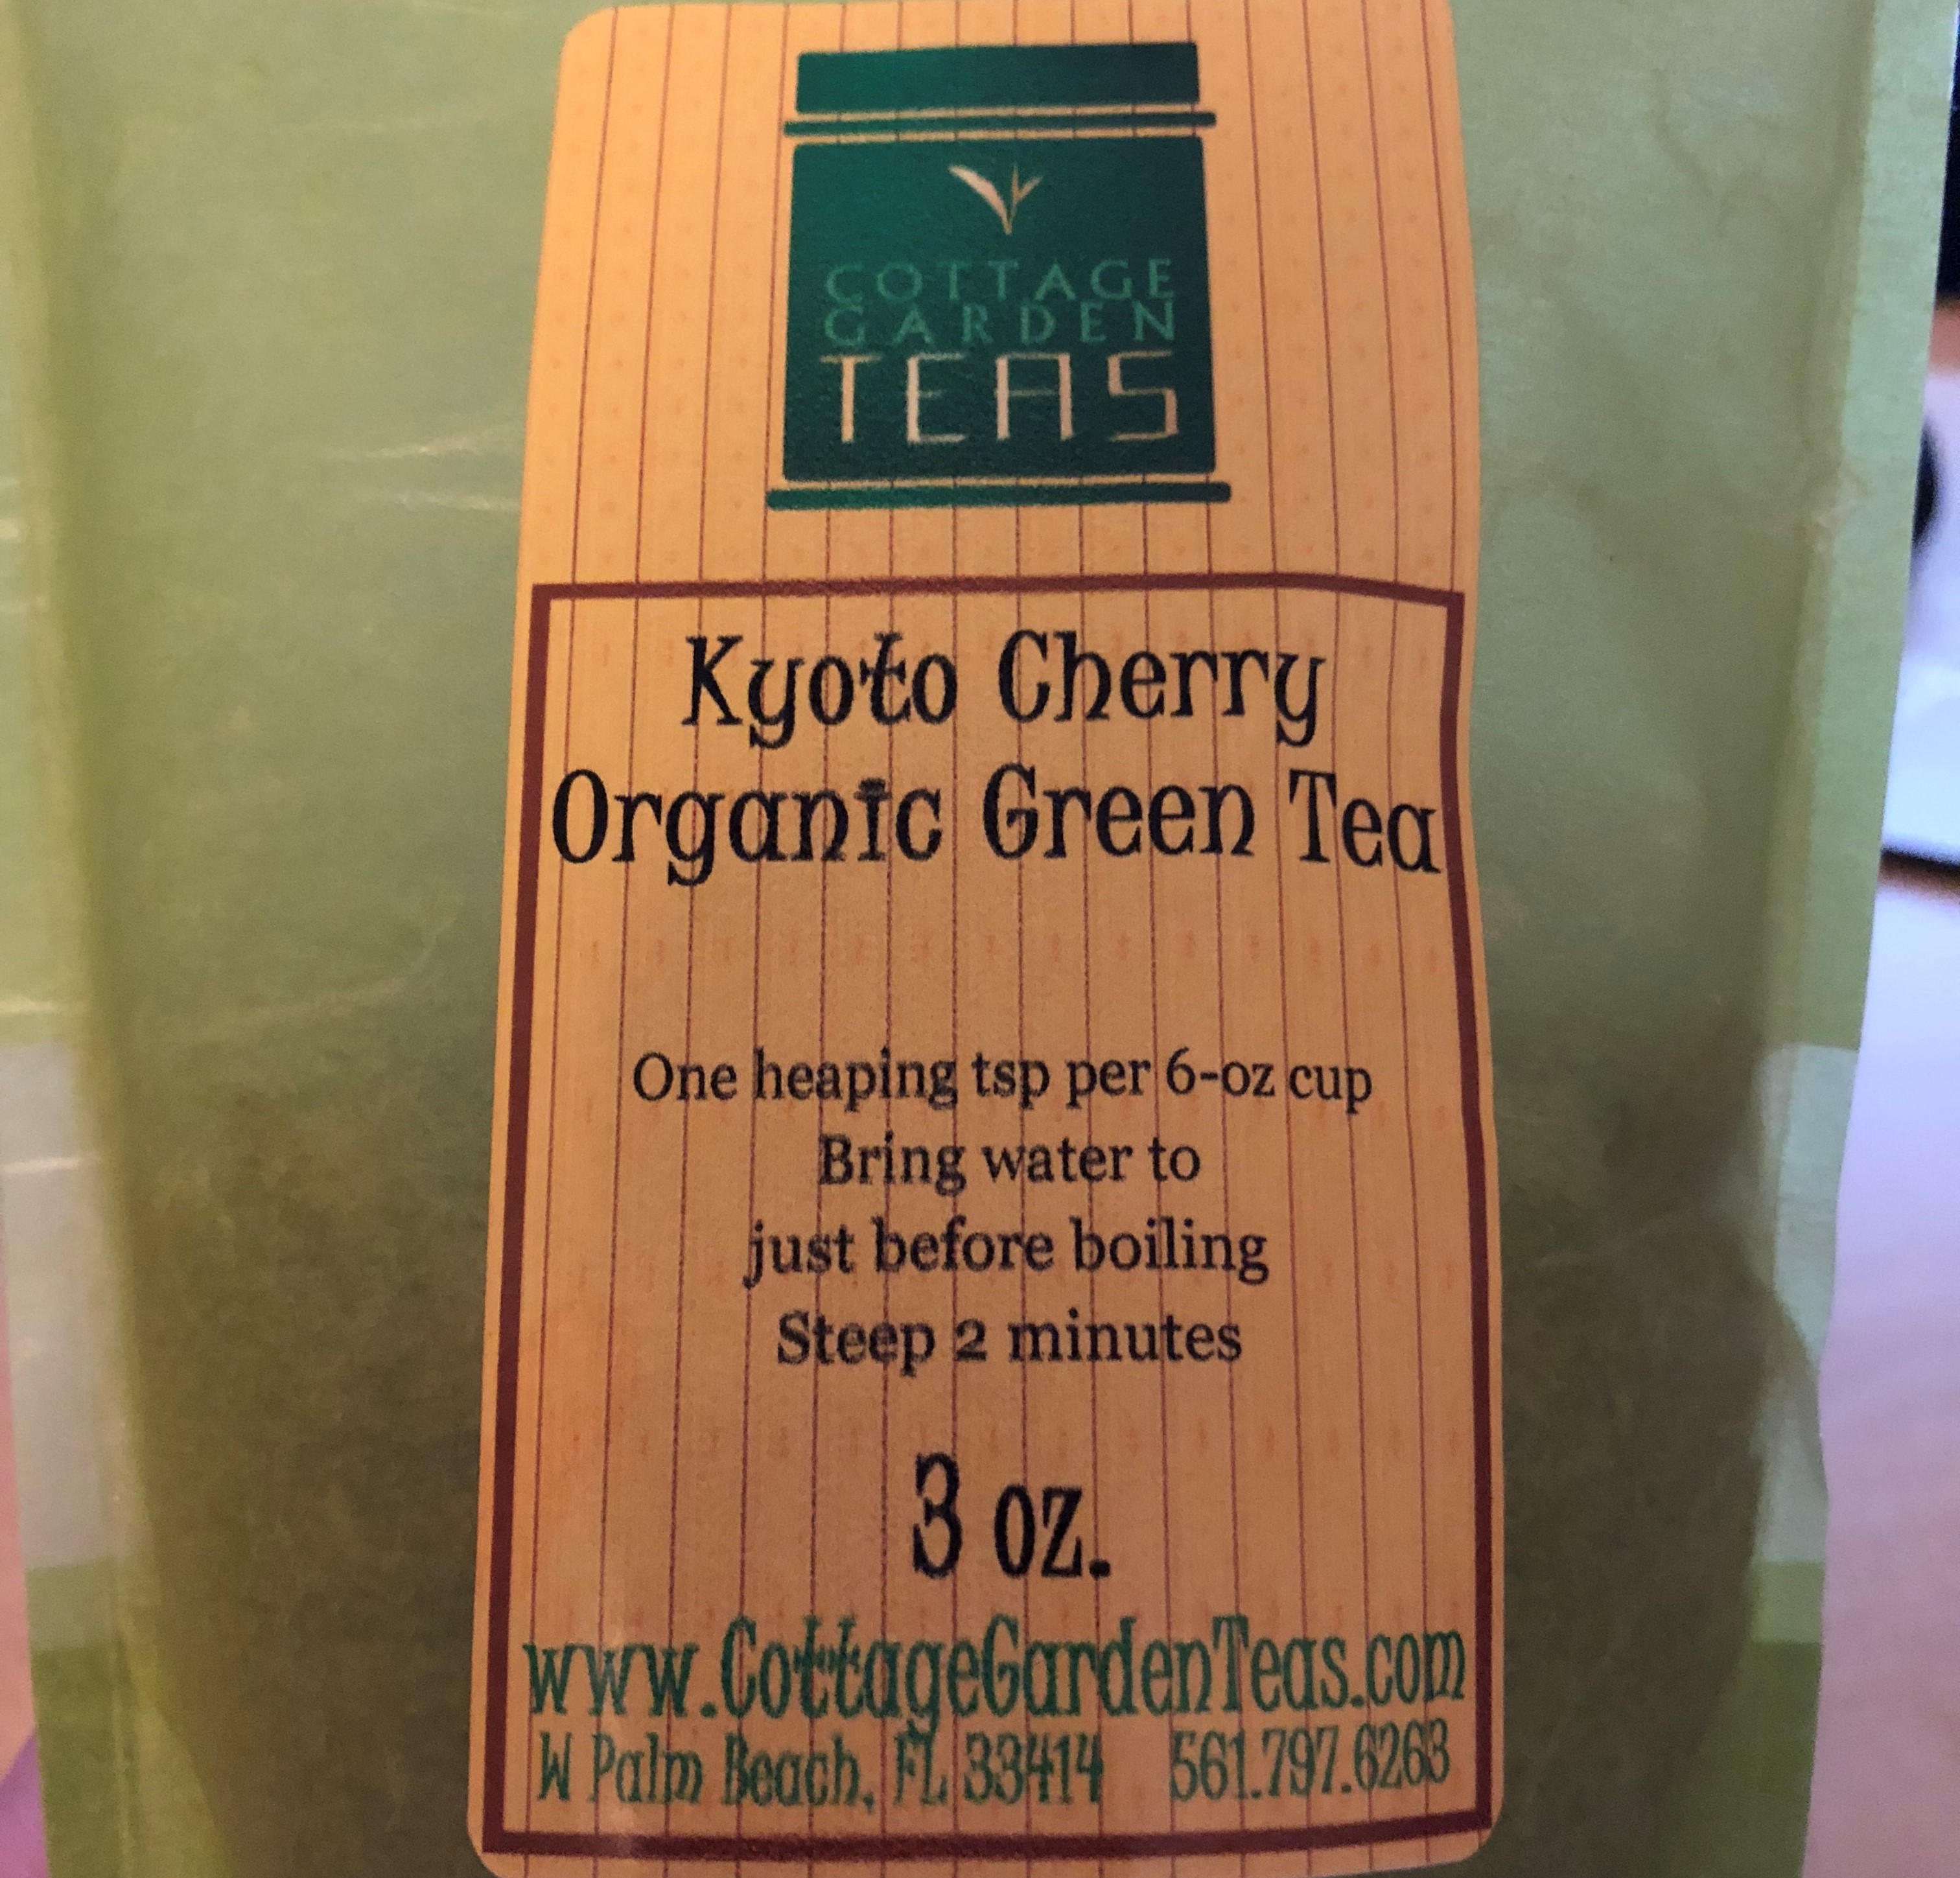 COTTAGE
GARDEN
TEAS
Kyoto Cherry
Organic Green Tea
One heaping tsp per 6-oz cup
Bring water to
just before boiling
Steep 2 minutes
3 oz.
www.CottageGardenTeas.com
W Palm Beach, FL 33414 561.797.6263